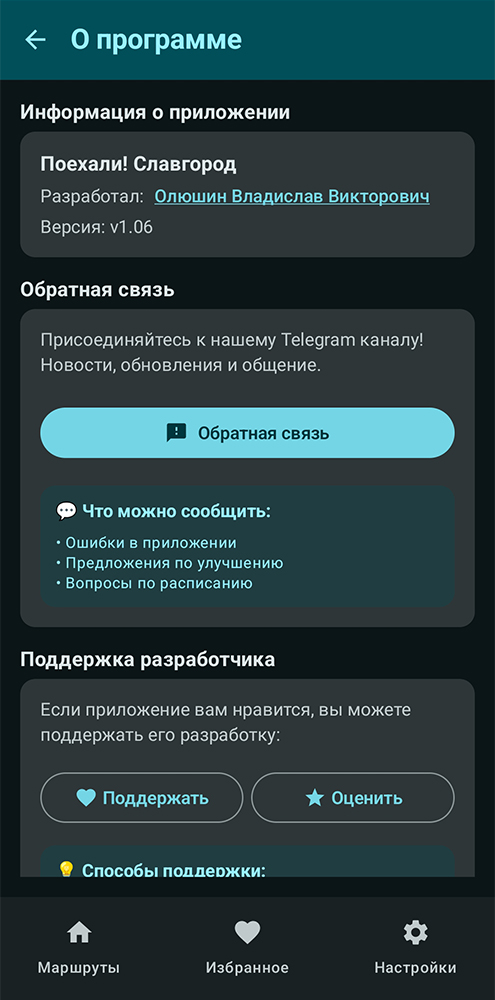 О программе
Информация о приложении
Поехали! Славгород
Разработал: Олюшин Владислав Викторович
Версия: v1.06
Обратная связь
Присоединяйтесь к нашему Telegram каналу!
Новости, обновления и общение.
Обратная связь
💬 Что можно сообщить:
• Ошибки в приложении
• Предложения по улучшению
• Вопросы по расписанию
Поддержка разработчика
Если приложение вам нравится, вы можете
поддержать его разработку:
Поддержать
Оценить
💡 Способы поддержки:
Маршруты
Избранное
Настройки